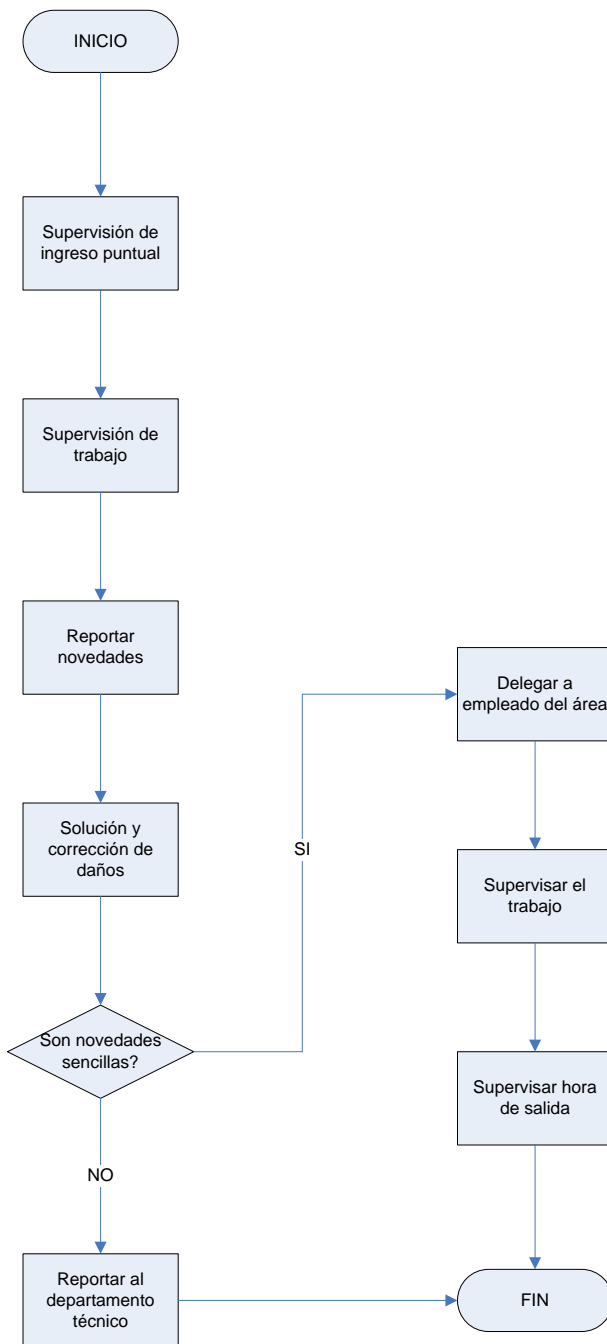 INICIO
Supervisión de
ingreso puntual
Supervisión de
trabajo
Reportar
novedades
Solución y
corrección de
daños
Son novedades
sencillas?
NO
Reportar al
departamento
técnico
SI
Delegar a
empleado del área
Supervisar el
trabajo
Supervisar hora
de salida
FIN